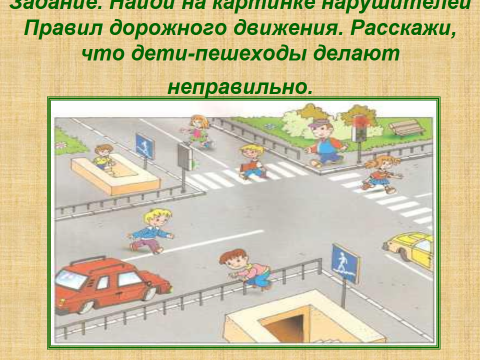 Задание. Найди на картинке нарушителей
Правил дорожного движения. Расскажи,
что дети-пешеходы делают
неправильно.